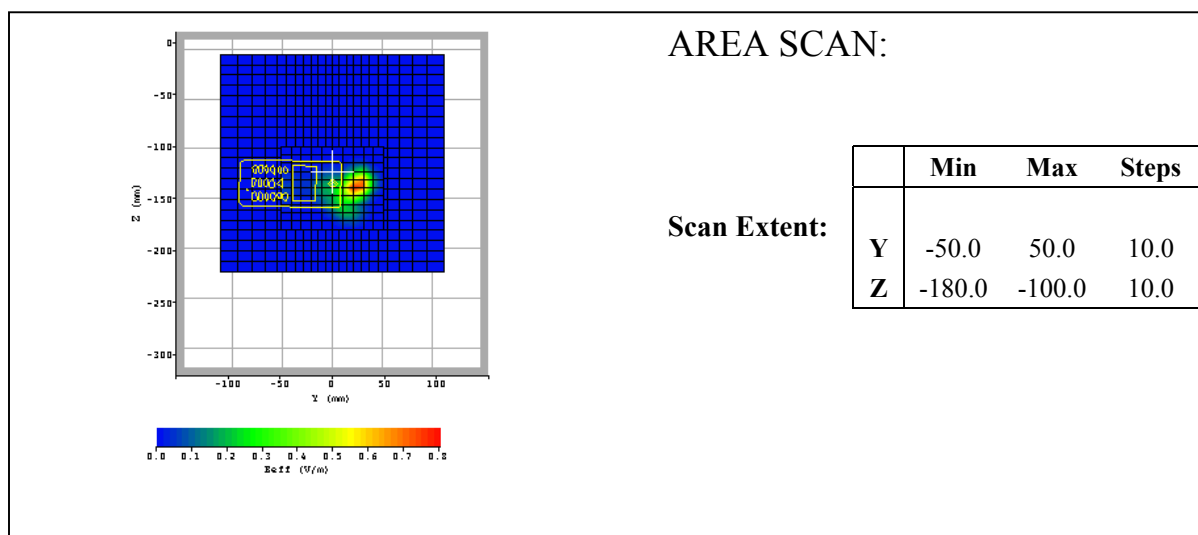 AREA SCAN:
0
-50
-100
-150
-200
-250
-300
Z (mm)
-100 -50 0 50 100
Y (mm)
0.0 0.1 0.2 0.3 0.4 0.5 0.6 0.7 0.8
Eeff (V/m)
Scan Extent:
Min Max Steps
Y -50.0 50.0 10.0
Z -180.0 -100.0 10.0